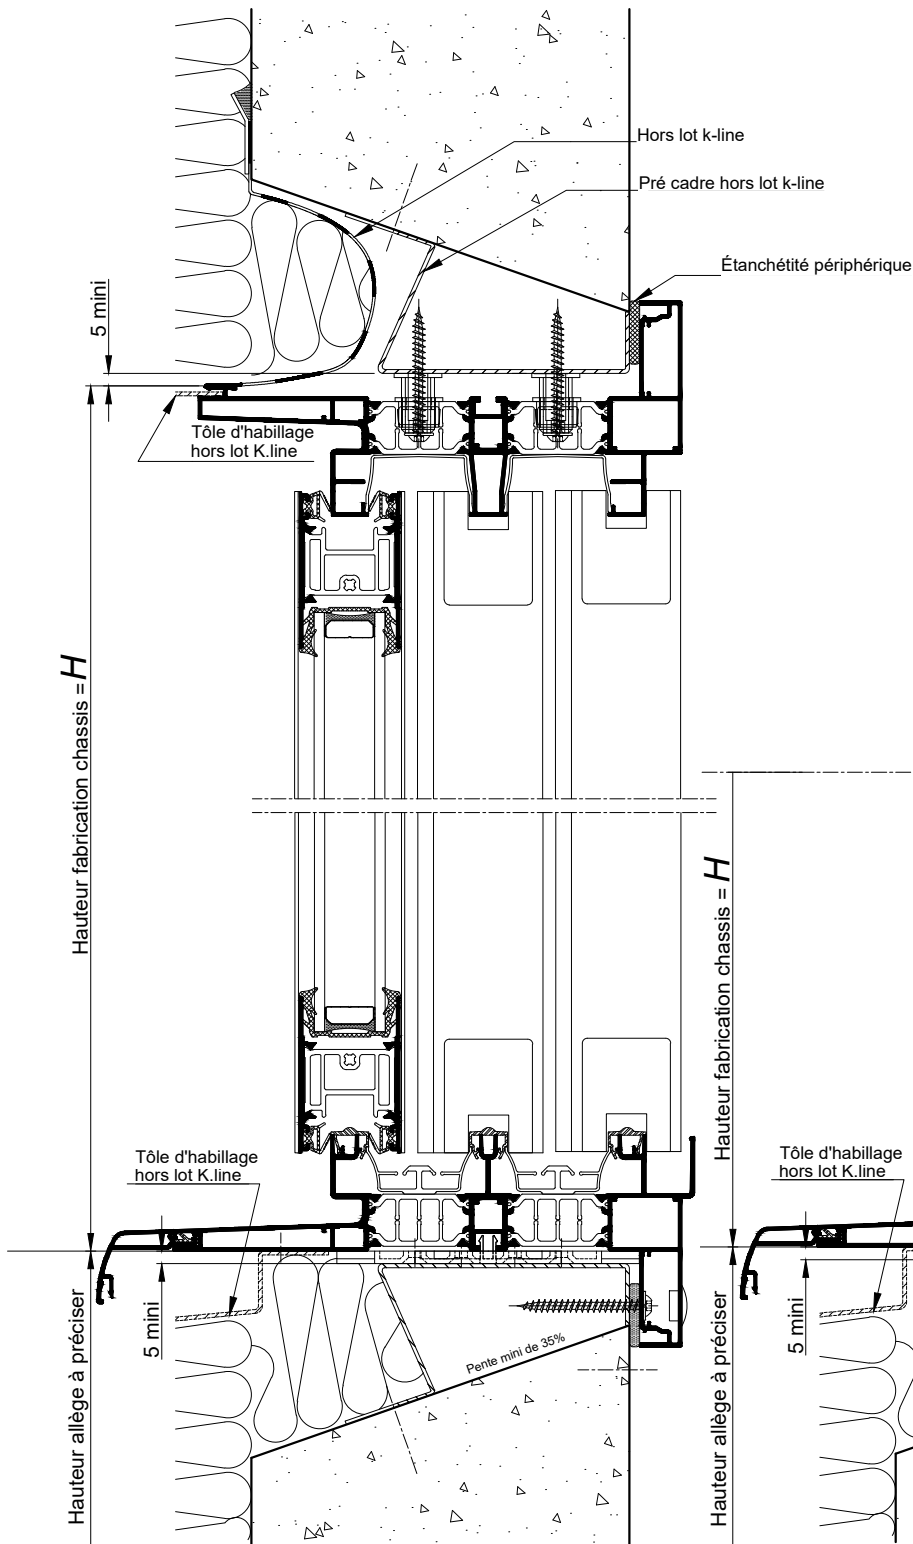 Hors lot k-line
Pré cadre hors lot k-line
Étanchétité périphérique
5 mini
Tôle d'habillage
hors lot K.line
Hauteur fabrication chassis = H
Hauteur fabrication chassis = H
Tôle d'habillage
hors lot K.line
Tôle d'habillage
hors lot K.line
5 mini
5 mini
Pente mini de 35%
Hauteur allège à préciser
Hauteur allège à préciser